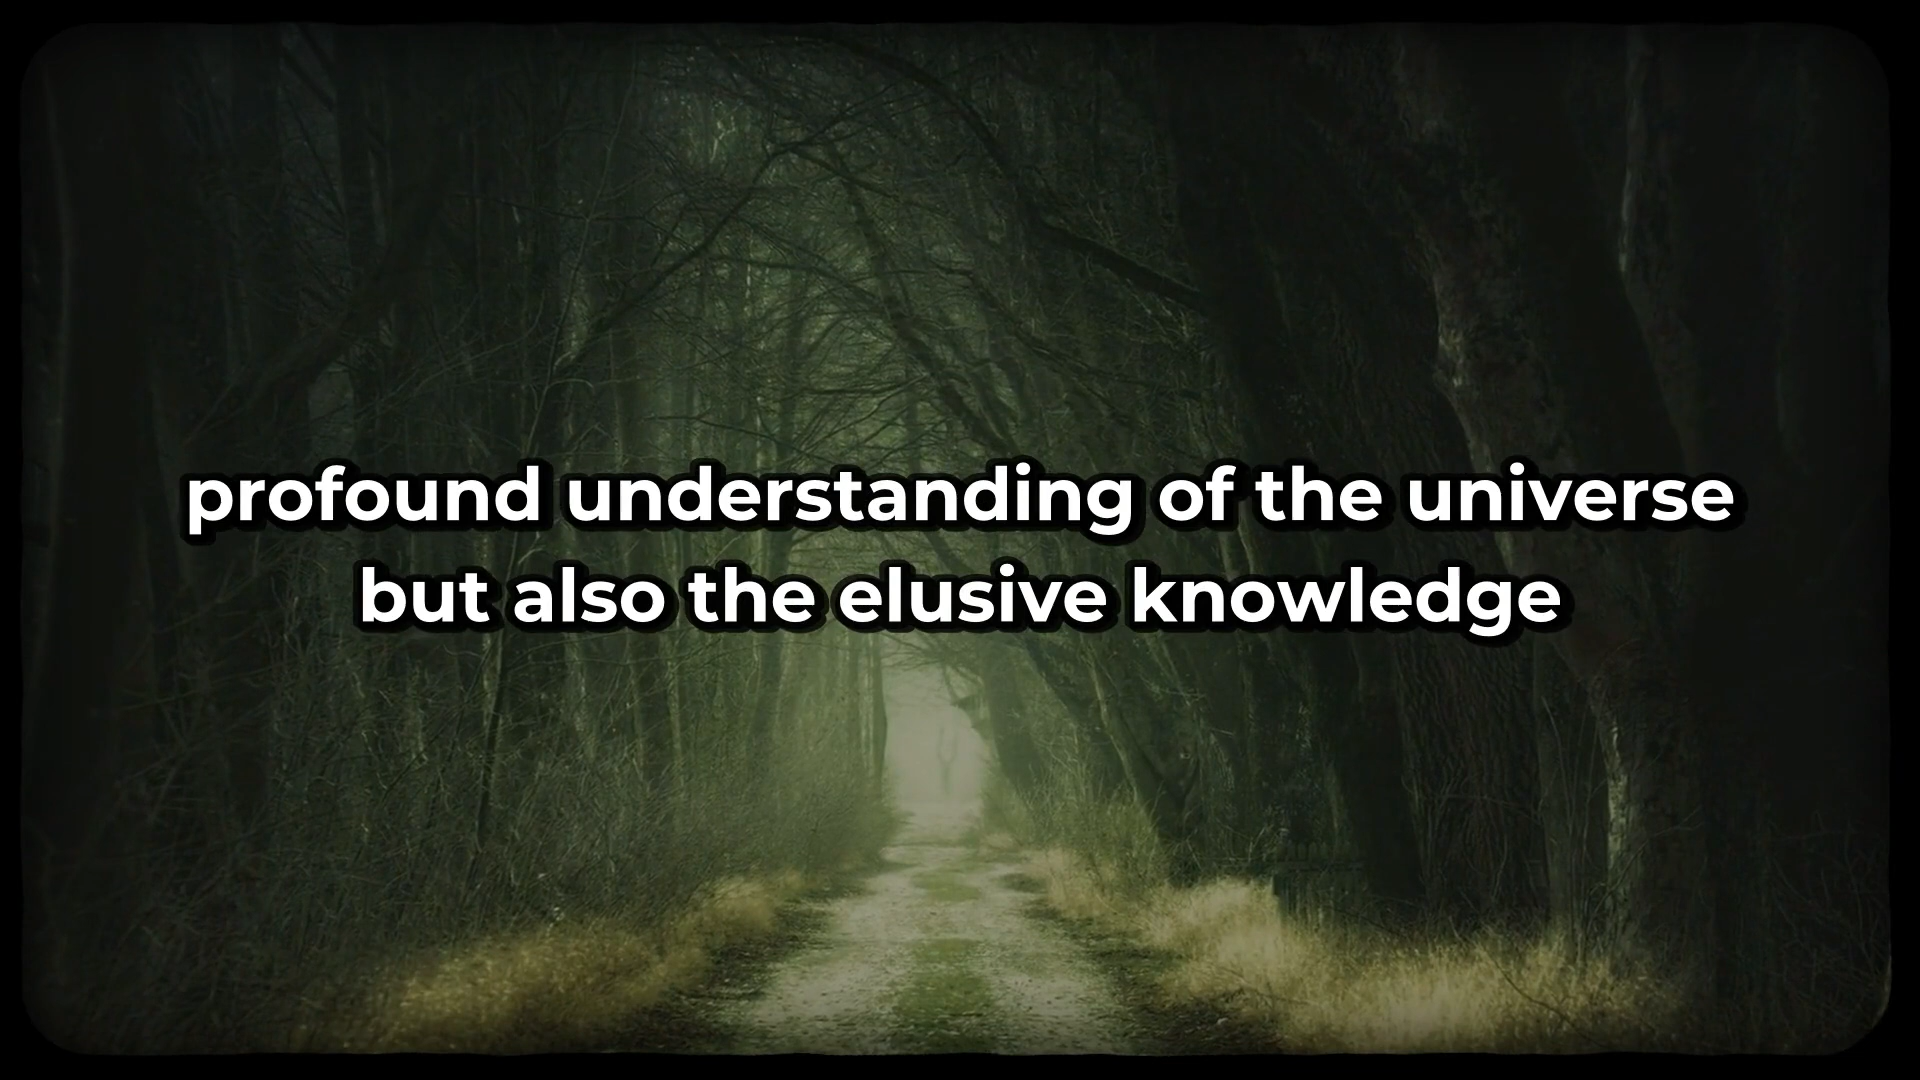 profound understanding of the universe
but also the elusive knowledge